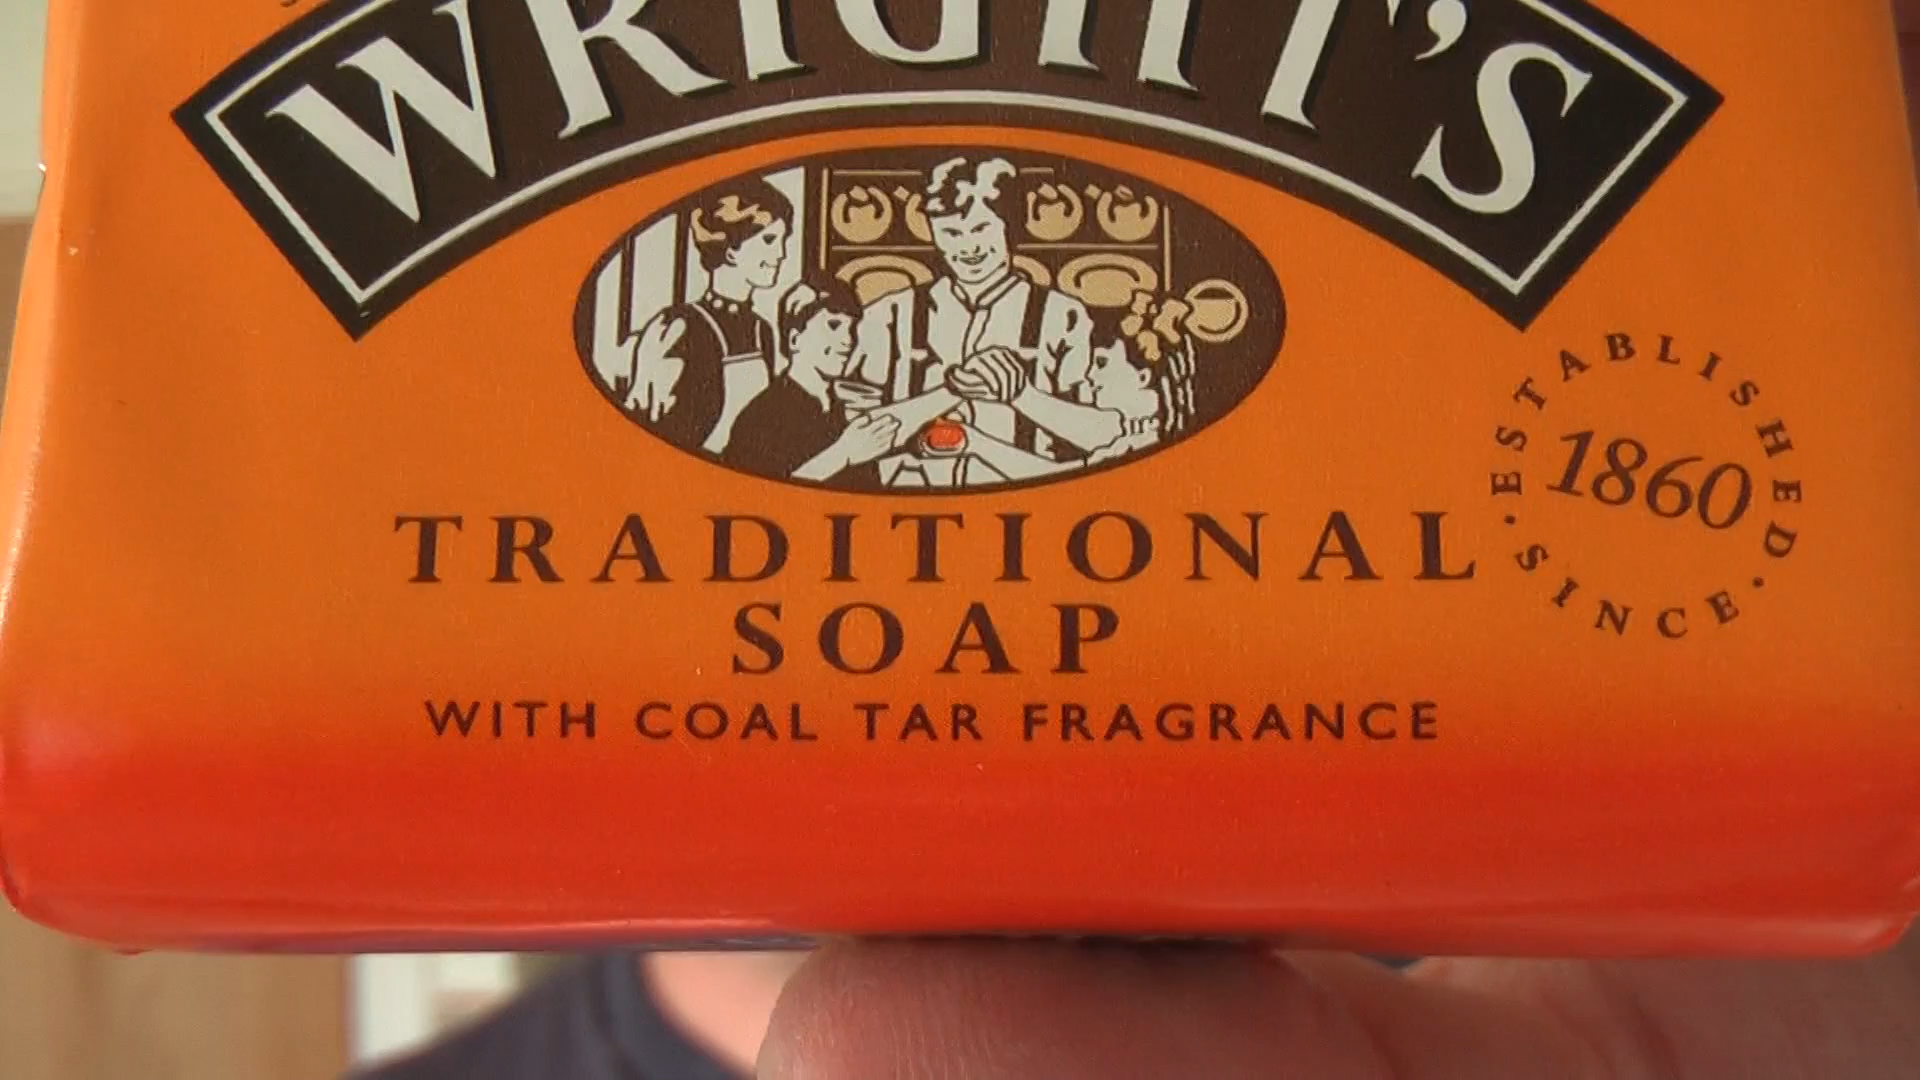 WRIGHT'S
TRADITIONAL
SOAP
WITH COAL TAR FRAGRANCE
· ESTABLISHED · SINCE
1860